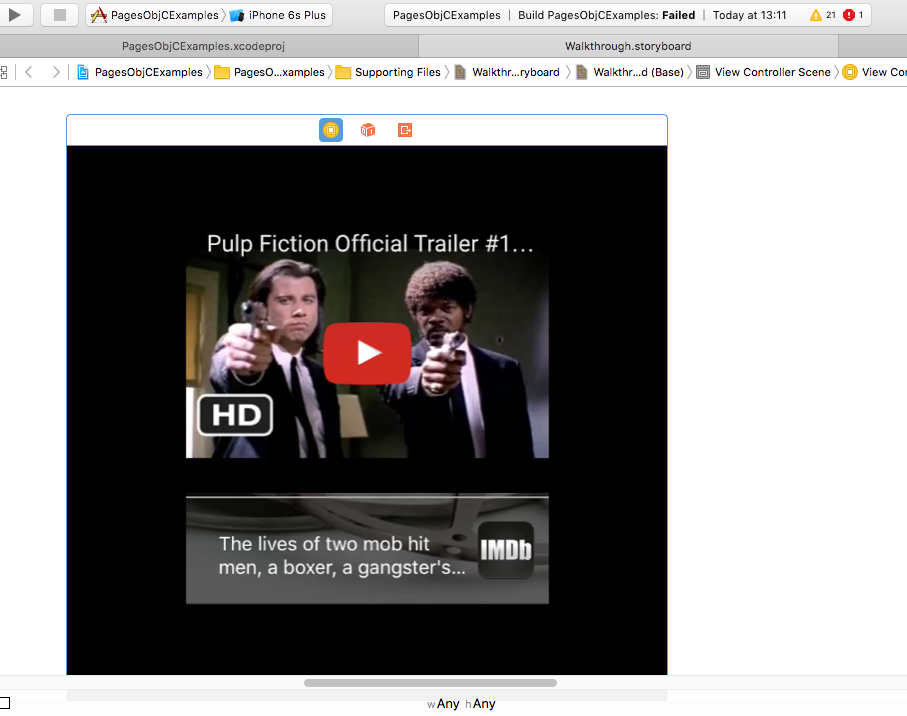 PagesObjCExamples iPhone 6s Plus PagesObjCExamples | Build PagesObjCExamples: Failed | Today at 13:11 21 1
PagesObjCExamples.xcodeproj Walkthrough.storyboard
PagesObjCExamples PagesO...xamples Supporting Files Walkthr...ryboard Walkthr...d (Base) View Controller Scene View Cor
Pulp Fiction Official Trailer #1...
HD
The lives of two mob hit
men, a boxer, a gangster's...
IMDb
wAny hAny